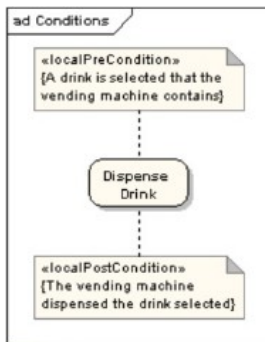 ad Conditions
«localPreCondition»
{A drink is selected that the
vending machine contains}
Dispense
Drink
«localPostCondition»
{The vending machine
dispensed the drink selected}